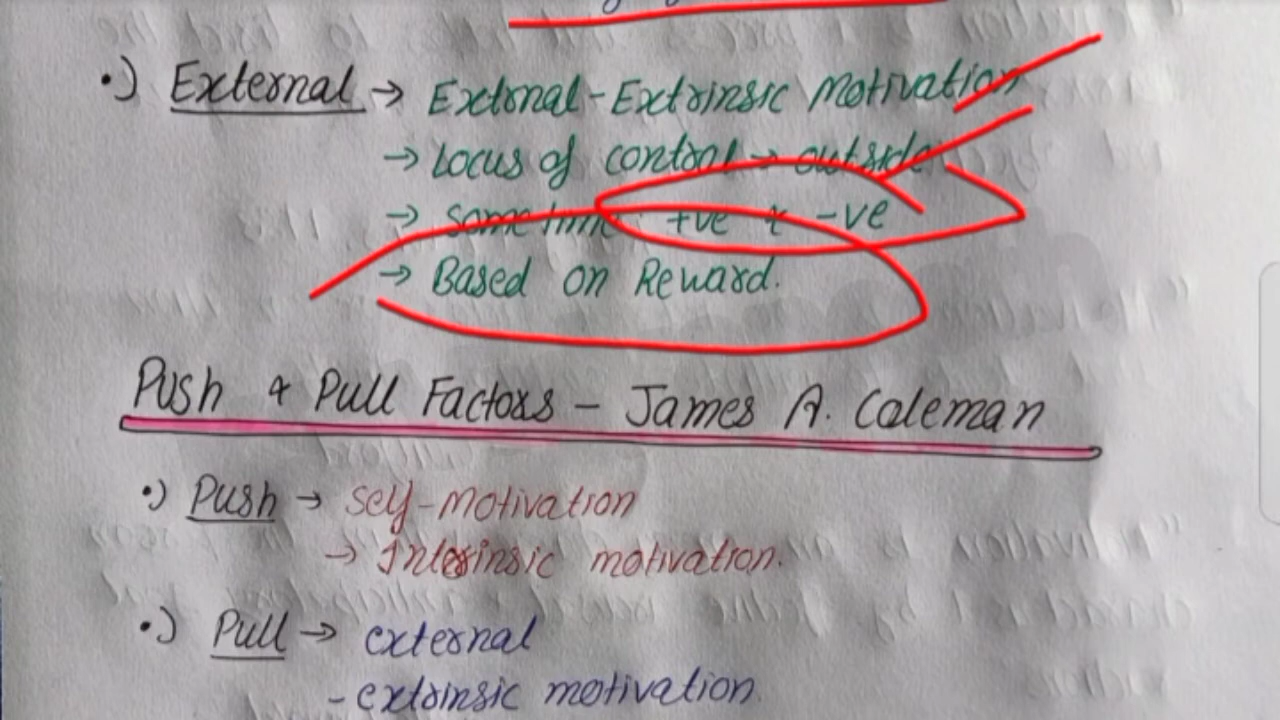 •) External → Extrnal-Extrinsic Motivation
→ Locus of control → outside
→ Sometime +ve & -ve
→ Based on Reward.
Push & Pull Factors – James A. Coleman
•) Push → Self-Motivation
→ Intrinsic motivation.
•) Pull → external
- extrinsic motivation.